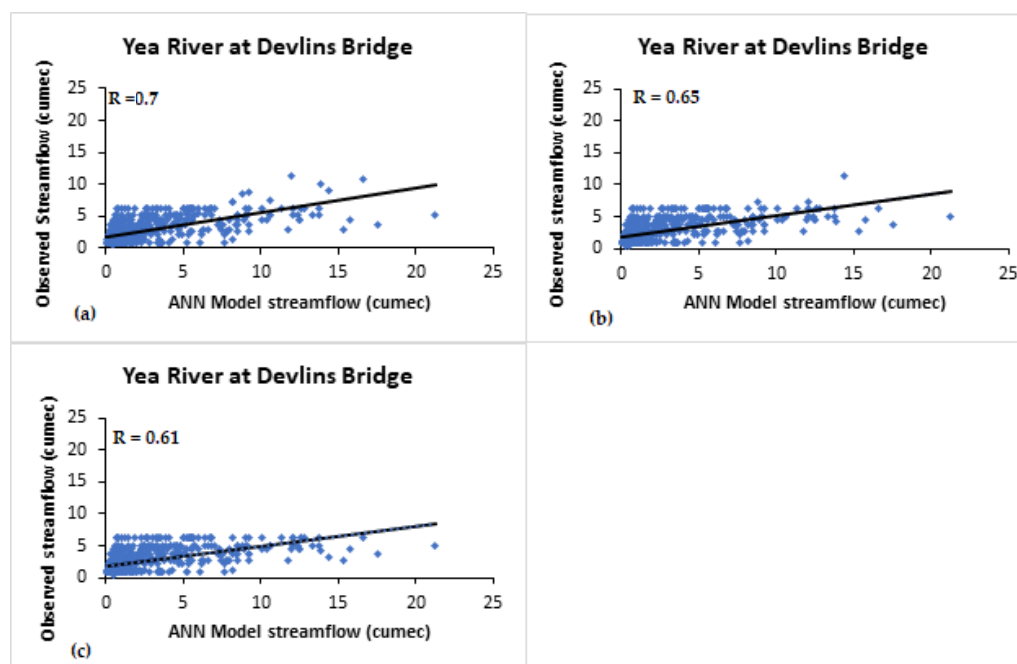 Yea River at Devlins Bridge
R =0.7
Observed Streamflow (cumec)
25
20
15
10
5
0
0 5 10 15 20 25
ANN Model streamflow (cumec)
(a)
Yea River at Devlins Bridge
R = 0.65
Observed streamflow (cumec)
25
20
15
10
5
0
0 5 10 15 20 25
ANN Model streamflow (cumec)
(b)
Yea River at Devlins Bridge
R = 0.61
Observed streamflow (cumec)
25
20
15
10
5
0
0 5 10 15 20 25
ANN Model streamflow (cumec)
(c)